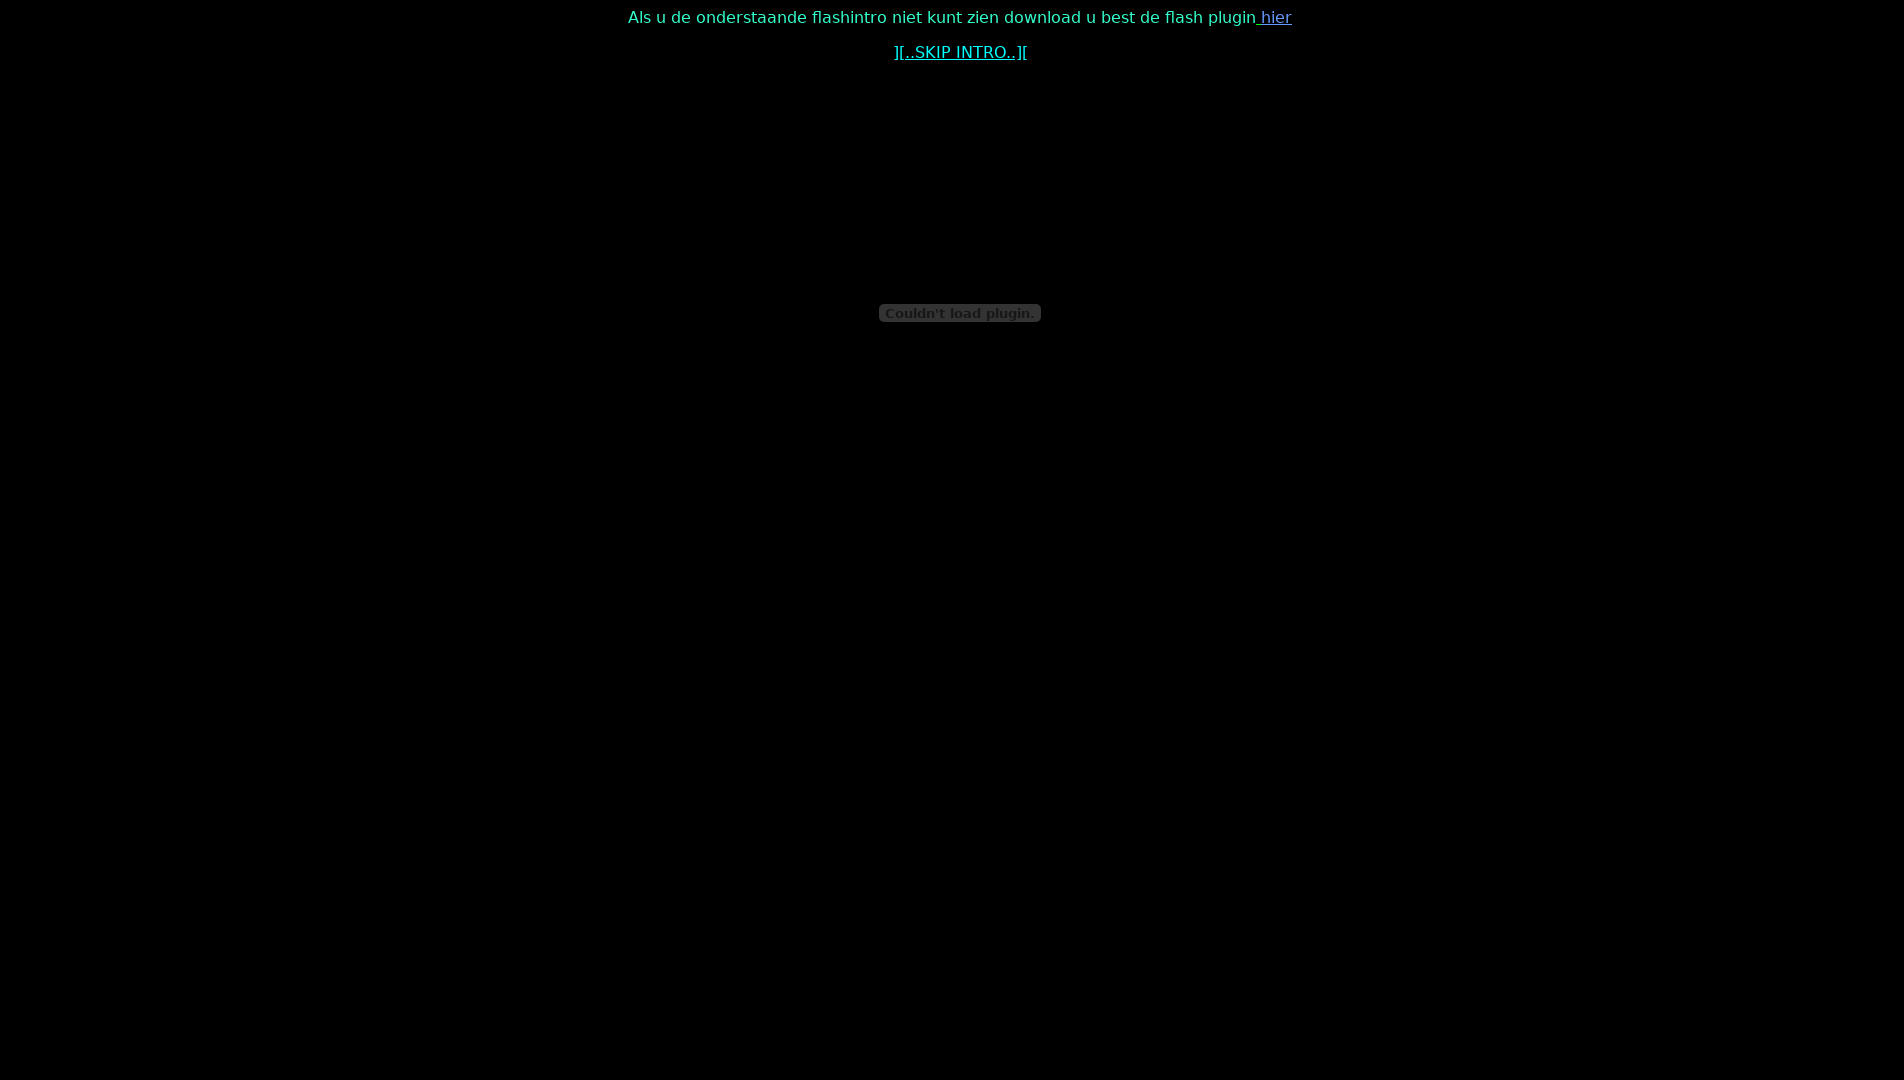 Als u de onderstaande flashintro niet kunt zien download u best de flash plugin hier
][..SKIP INTRO..][
Couldn't load plugin.